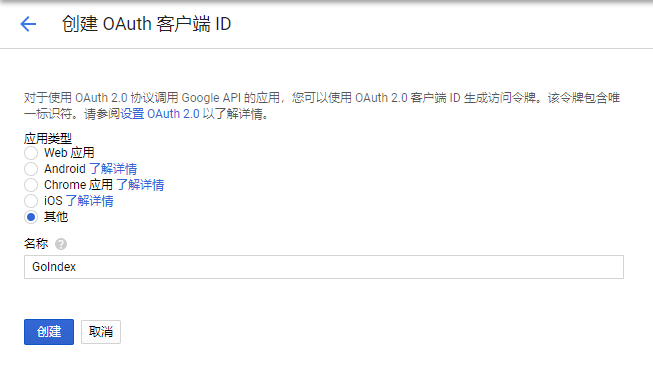 创建 OAuth 客户端 ID
对于使用 OAuth 2.0 协议调用 Google API 的应用，您可以使用 OAuth 2.0 客户端 ID 生成访问令牌。该令牌包含唯
一标识符。请参阅设置 OAuth 2.0 以了解详情。
应用类型
Web 应用
Android 了解详情
Chrome 应用 了解详情
iOS 了解详情
其他
名称 ?
GoIndex
创建 取消